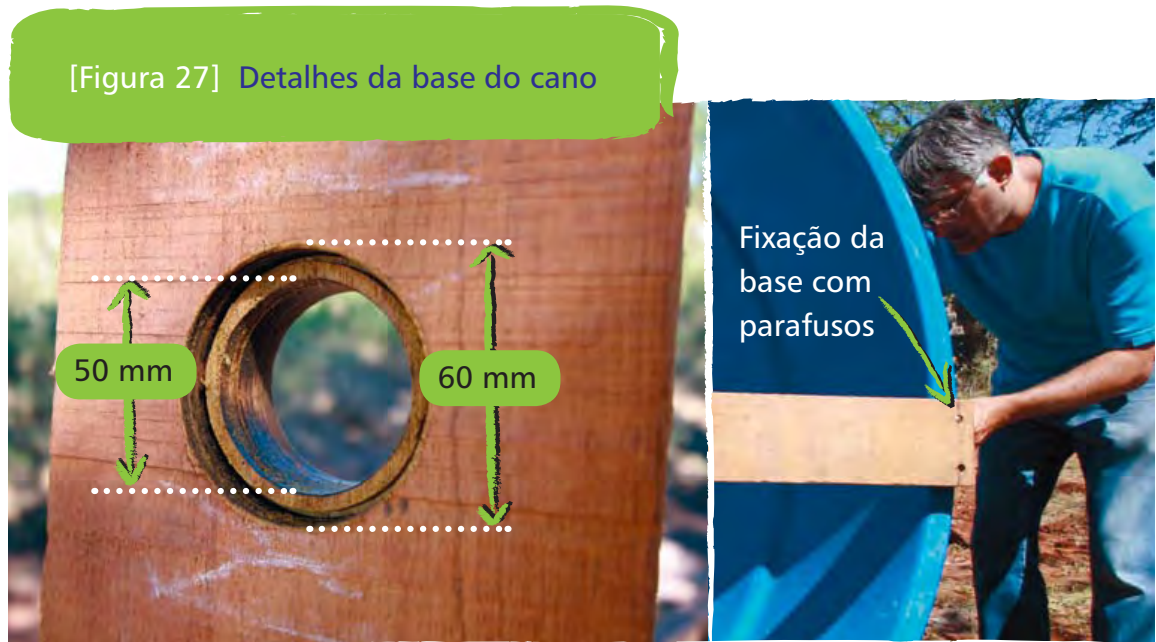 [Figura 27] Detalhes da base do cano
50 mm
60 mm
Fixação da
base com
parafusos